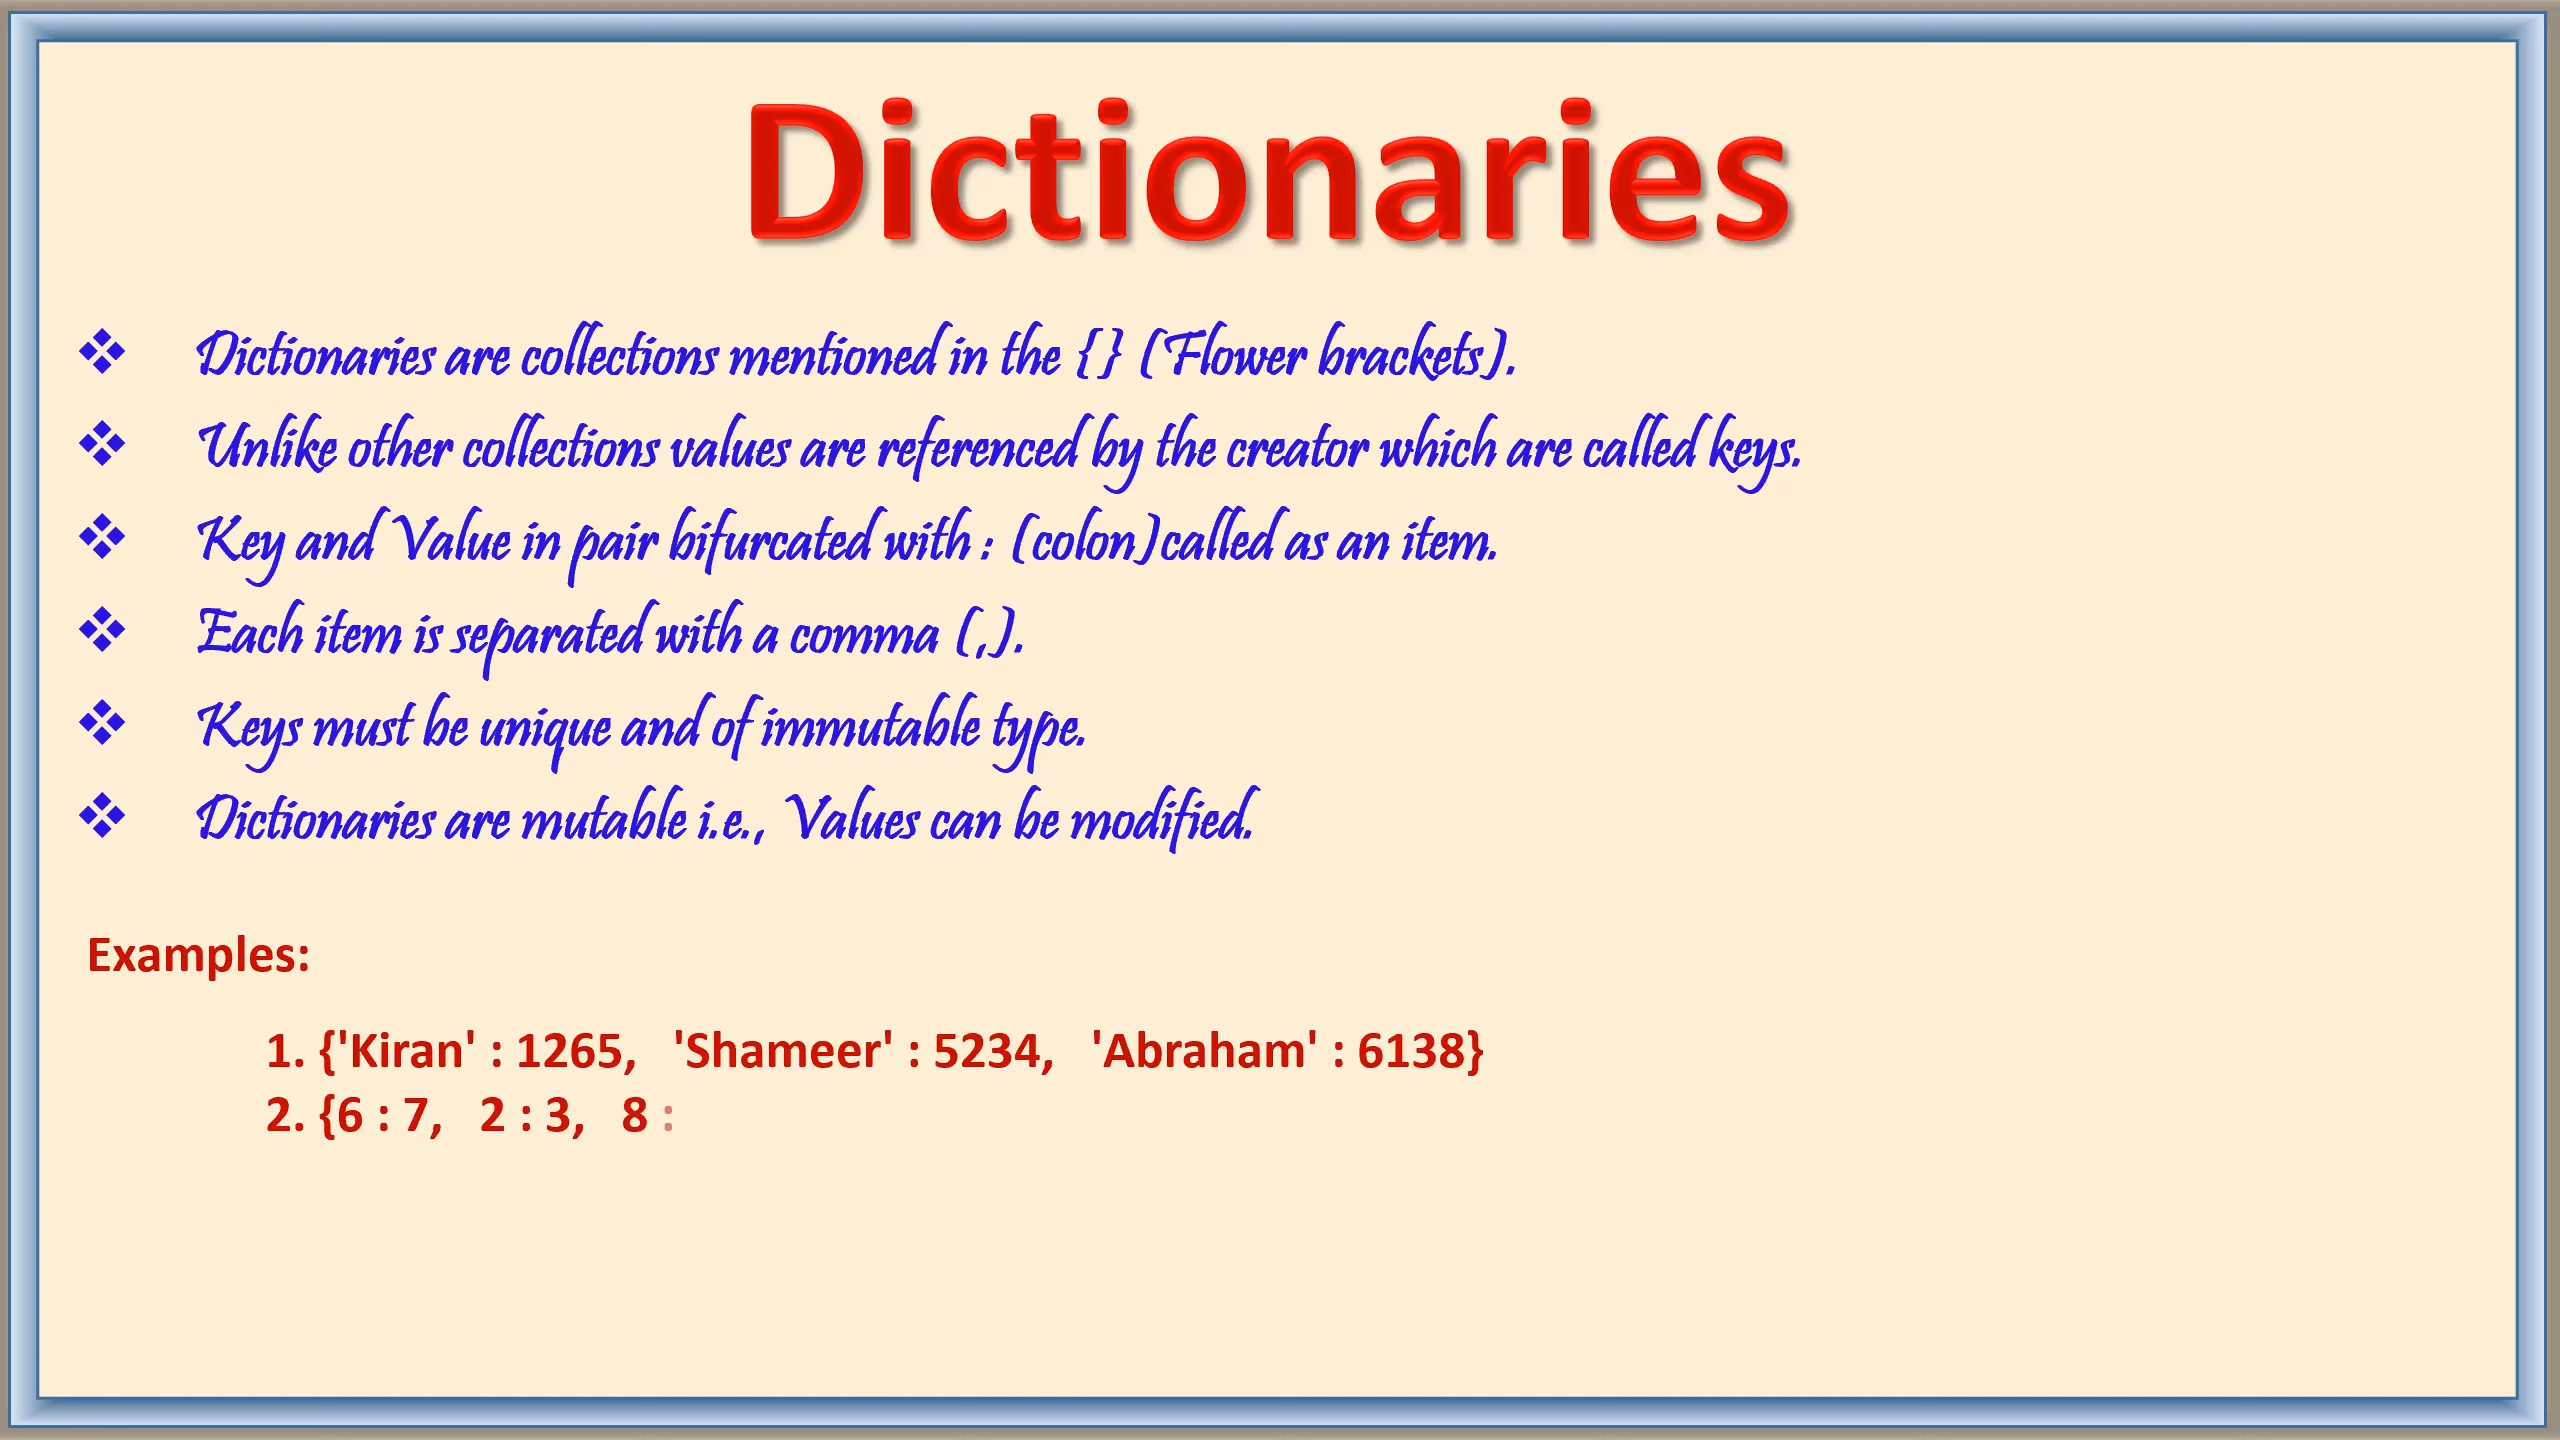 Dictionaries
❖ Dictionaries are collections mentioned in the {} (Flower brackets).
❖ Unlike other collections values are referenced by the creator which are called keys.
❖ Key and Value in pair bifurcated with : (colon)called as an item.
❖ Each item is separated with a comma (,).
❖ Keys must be unique and of immutable type.
❖ Dictionaries are mutable i.e., Values can be modified.
Examples:
1. {'Kiran' : 1265, 'Shameer' : 5234, 'Abraham' : 6138}
2. {6 : 7, 2 : 3, 8 :